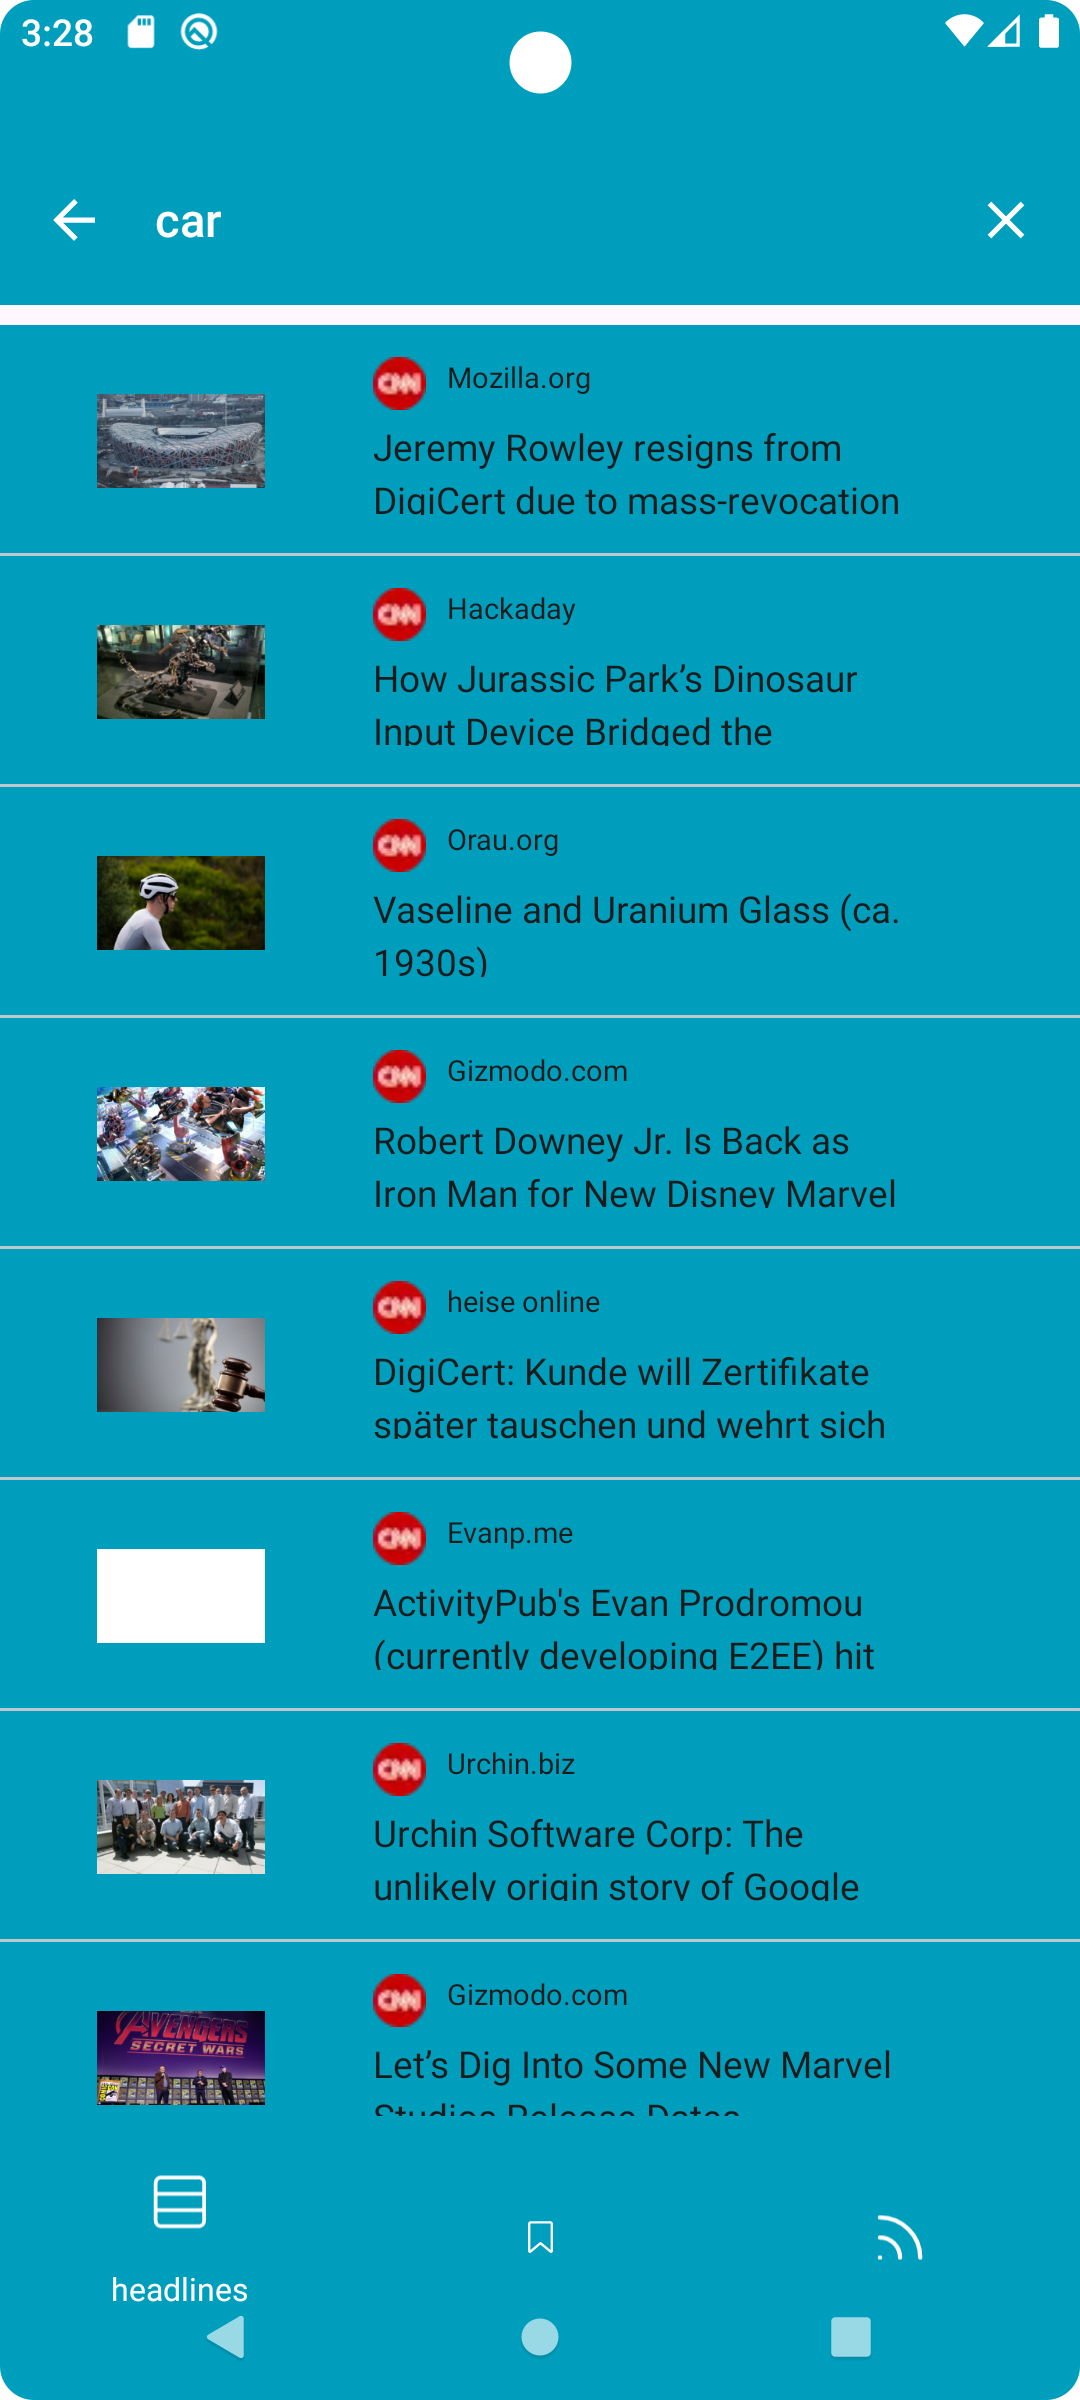 3:28
car
CNN Mozilla.org
Jeremy Rowley resigns from
DigiCert due to mass-revocation
CNN Hackaday
How Jurassic Park’s Dinosaur
Input Device Bridged the
CNN Orau.org
Vaseline and Uranium Glass (ca.
1930s)
CNN Gizmodo.com
Robert Downey Jr. Is Back as
Iron Man for New Disney Marvel
CNN heise online
DigiCert: Kunde will Zertifikate
später tauschen und wehrt sich
CNN Evanp.me
ActivityPub's Evan Prodromou
(currently developing E2EE) hit
CNN Urchin.biz
Urchin Software Corp: The
unlikely origin story of Google
CNN Gizmodo.com
AVENGERS
SECRET WARS
Let’s Dig Into Some New Marvel
Studios Release Dates
headlines